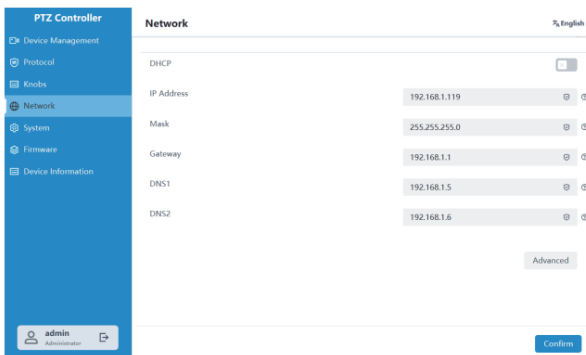 PTZ Controller
Device Management
Protocol
Knobs
Network
System
Firmware
Device Information
admin
Administrator
Network
English
DHCP
IP Address 192.168.1.119
Mask 255.255.255.0
Gateway 192.168.1.1
DNS1 192.168.1.5
DNS2 192.168.1.6
Advanced
Confirm